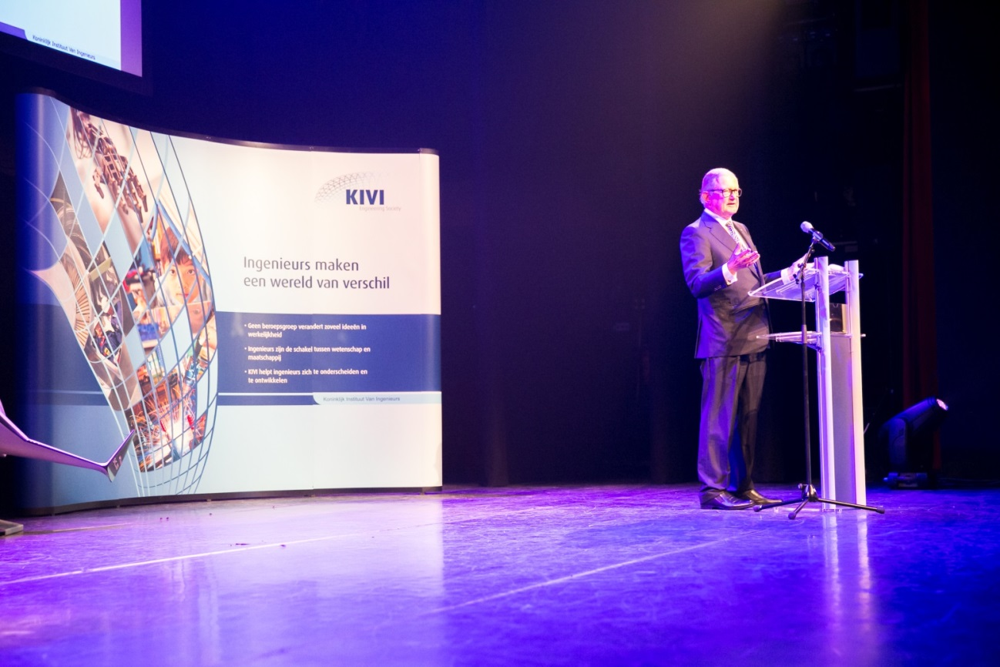 Koninklijk Instituut Van Ingenieurs
KIVI
Engineering Society
Ingenieurs maken
een wereld van verschil
• Geen beroepsgroep verandert zoveel ideeën in
werkelijkheid
• Ingenieurs zijn de schakel tussen wetenschap en
maatschappij
• KIVI helpt ingenieurs zich te onderscheiden en
te ontwikkelen
Koninklijk Instituut Van Ingenieurs